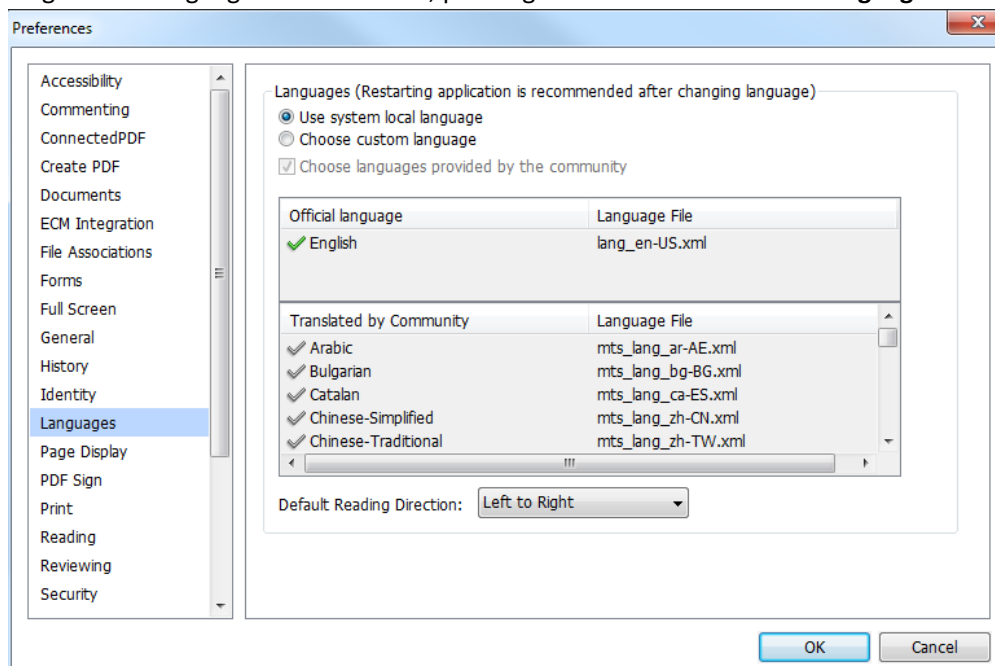 Preferences
Accessibility
Commenting
ConnectedPDF
Create PDF
Documents
ECM Integration
File Associations
Forms
Full Screen
General
History
Identity
Languages
Page Display
PDF Sign
Print
Reading
Reviewing
Security
Languages (Restarting application is recommended after changing language)
Use system local language
Choose custom language
Choose languages provided by the community
Official language Language File
English lang_en-US.xml
Translated by Community Language File
Arabic mts_lang_ar-AE.xml
Bulgarian mts_lang_bg-BG.xml
Catalan mts_lang_ca-ES.xml
Chinese-Simplified mts_lang_zh-CN.xml
Chinese-Traditional mts_lang_zh-TW.xml
Default Reading Direction: Left to Right
OK Cancel